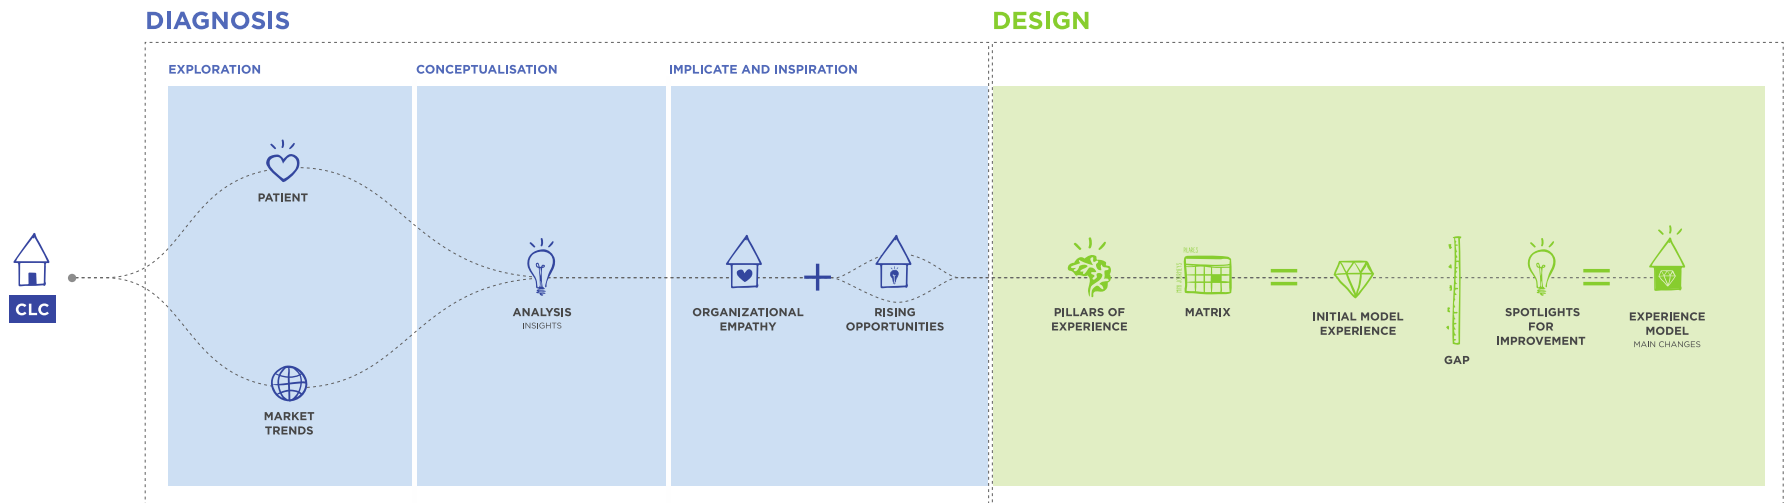 DIAGNOSIS
DESIGN
EXPLORATION
CONCEPTUALISATION
IMPLICATE AND INSPIRATION
PATIENT
CLC
MARKET
TRENDS
ANALYSIS
INSIGHTS
ORGANIZATIONAL
EMPATHY
RISING
OPPORTUNITIES
PILLARS OF
EXPERIENCE
MATRIX
INITIAL MODEL
EXPERIENCE
GAP
SPOTLIGHTS
FOR
IMPROVEMENT
EXPERIENCE
MODEL
MAIN CHANGES